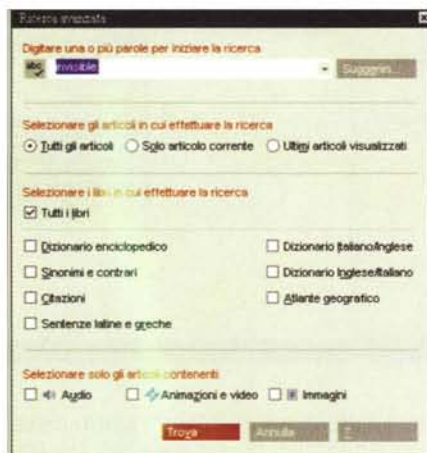 Ricerca avanzata
Digitare una o più parole per iniziare la ricerca
abc
invisible
Suggerim...
Selezionare gli articoli in cui effettuare la ricerca
Tutti gli articoli Solo articolo corrente Ultimi articoli visualizzati
Selezionare i libri in cui effettuare la ricerca
Tutti i libri
Dizionario enciclopedico Dizionario Italiano/Inglese
Sinonimi e contrari Dizionario Inglese/Italiano
Citazioni Atlante geografico
Sentenze latine e greche
Selezionare solo gli articoli contenenti
Audio Animazioni e video Immagini
Trova Annulla